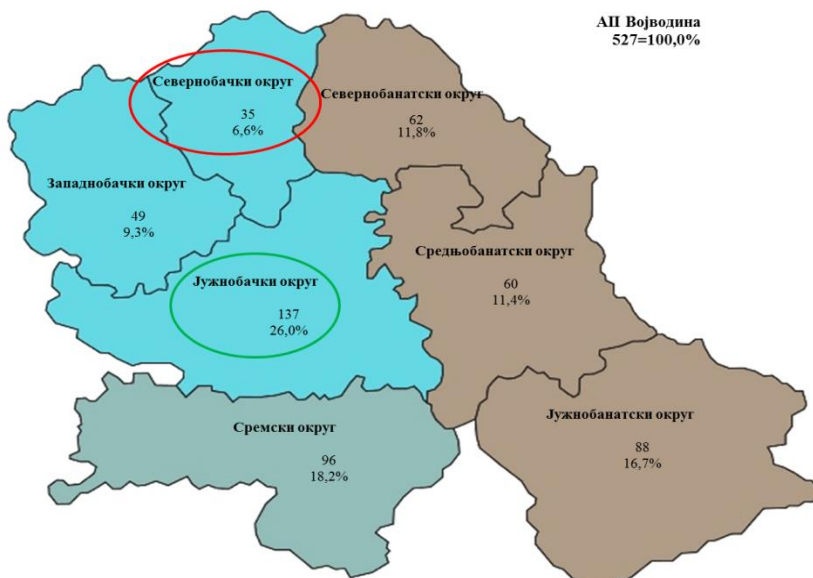 АП Војводина
527=100,0%
Севернобачки округ
35
6,6%
Севернобанатски округ
62
11,8%
Западнобачки округ
49
9,3%
Јужнобачки округ
137
26,0%
Средњобанатски округ
60
11,4%
Сремски округ
96
18,2%
Јужнобанатски округ
88
16,7%